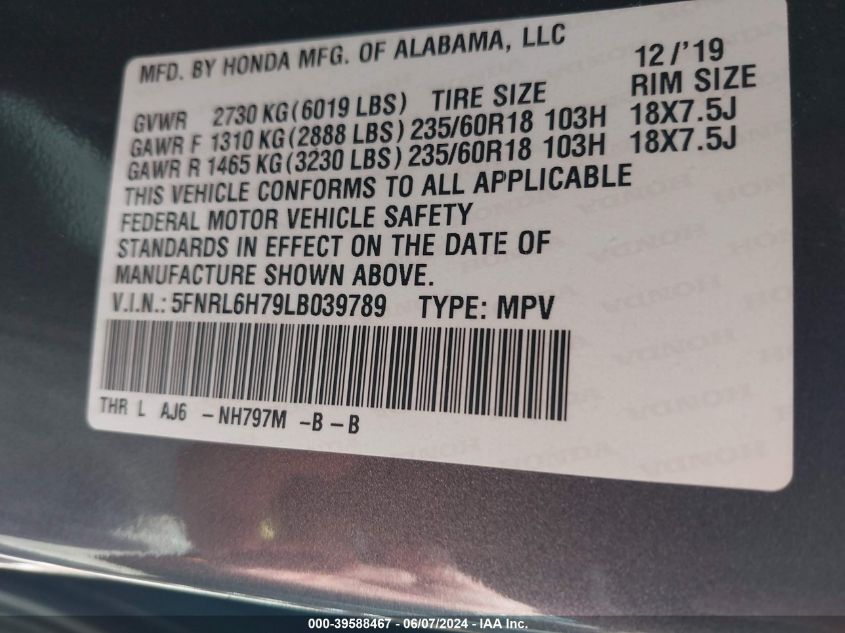 MFD. BY HONDA MFG. OF ALABAMA, LLC 12/'19
GVWR 2730 KG(6019 LBS) TIRE SIZE RIM SIZE
GAWR F 1310 KG(2888 LBS) 235/60R18 103H 18X7.5J
GAWR R 1465 KG(3230 LBS) 235/60R18 103H 18X7.5J
THIS VEHICLE CONFORMS TO ALL APPLICABLE
FEDERAL MOTOR VEHICLE SAFETY
STANDARDS IN EFFECT ON THE DATE OF
MANUFACTURE SHOWN ABOVE.
V.I.N.: 5FNRL6H79LB039789 TYPE: MPV
THR L AJ6 -NH797M -B-B
000-39588467 - 06/07/2024 - IAA Inc.